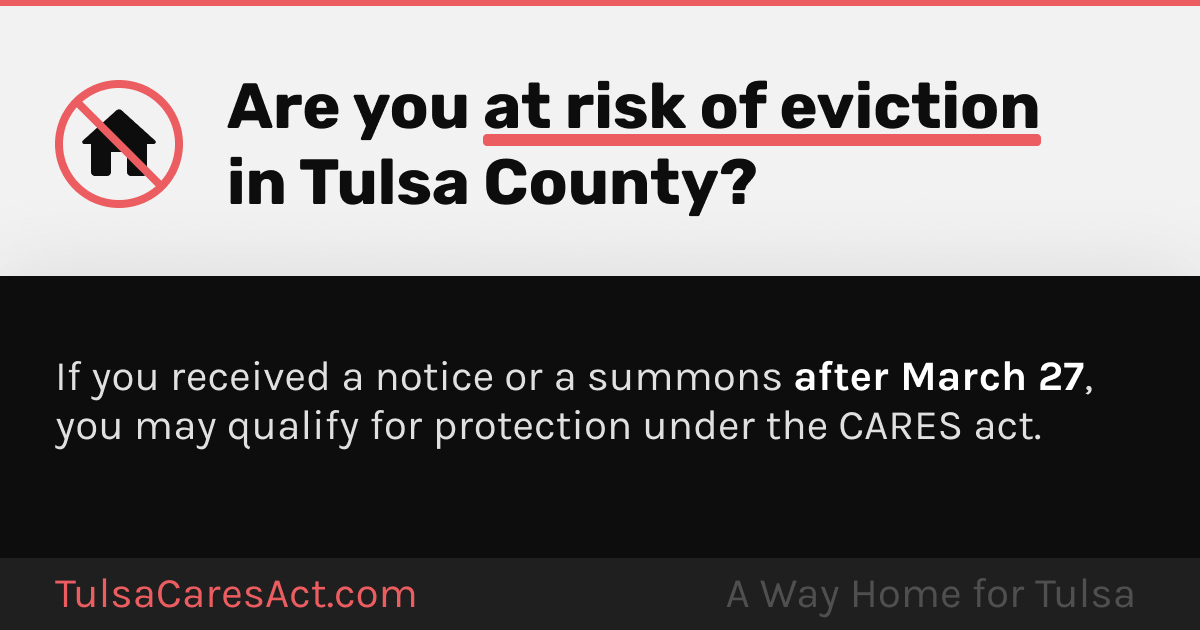 Are you at risk of eviction
in Tulsa County?
If you received a notice or a summons after March 27,
you may qualify for protection under the CARES act.
TulsaCaresAct.com
A Way Home for Tulsa